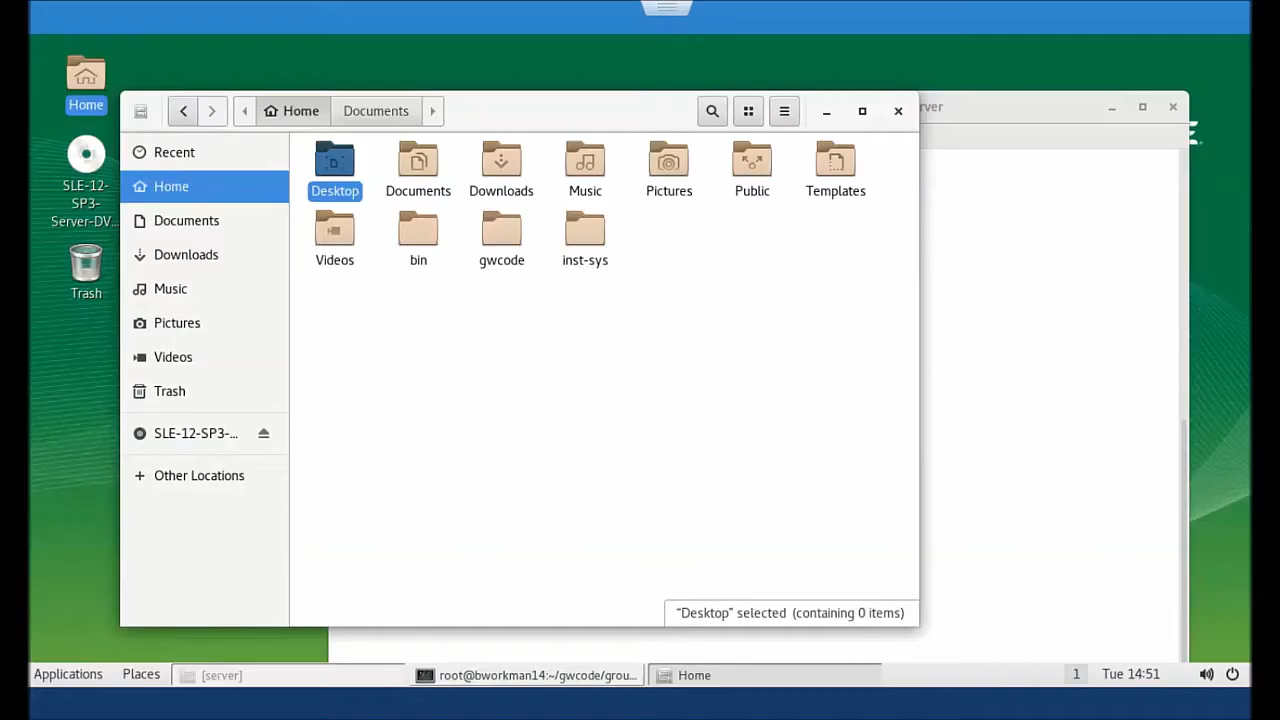 Home
SLE-12-
SP3-
Server-DV...
Trash
Home
Documents
rver
Recent
Home
Documents
Downloads
Music
Pictures
Videos
Trash
SLE-12-SP3-...
Other Locations
Desktop
Documents
Downloads
Music
Pictures
Public
Templates
Videos
bin
gwcode
inst-sys
"Desktop" selected (containing 0 items)
Applications
Places
[server]
root@bworkman14:~/gwcode/grou...
Home
1
Tue 14:51